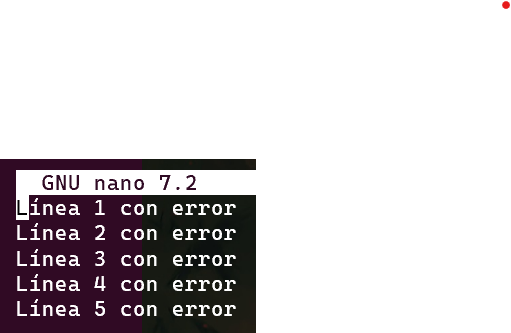 GNU nano 7.2
Línea 1 con error
Línea 2 con error
Línea 3 con error
Línea 4 con error
Línea 5 con error